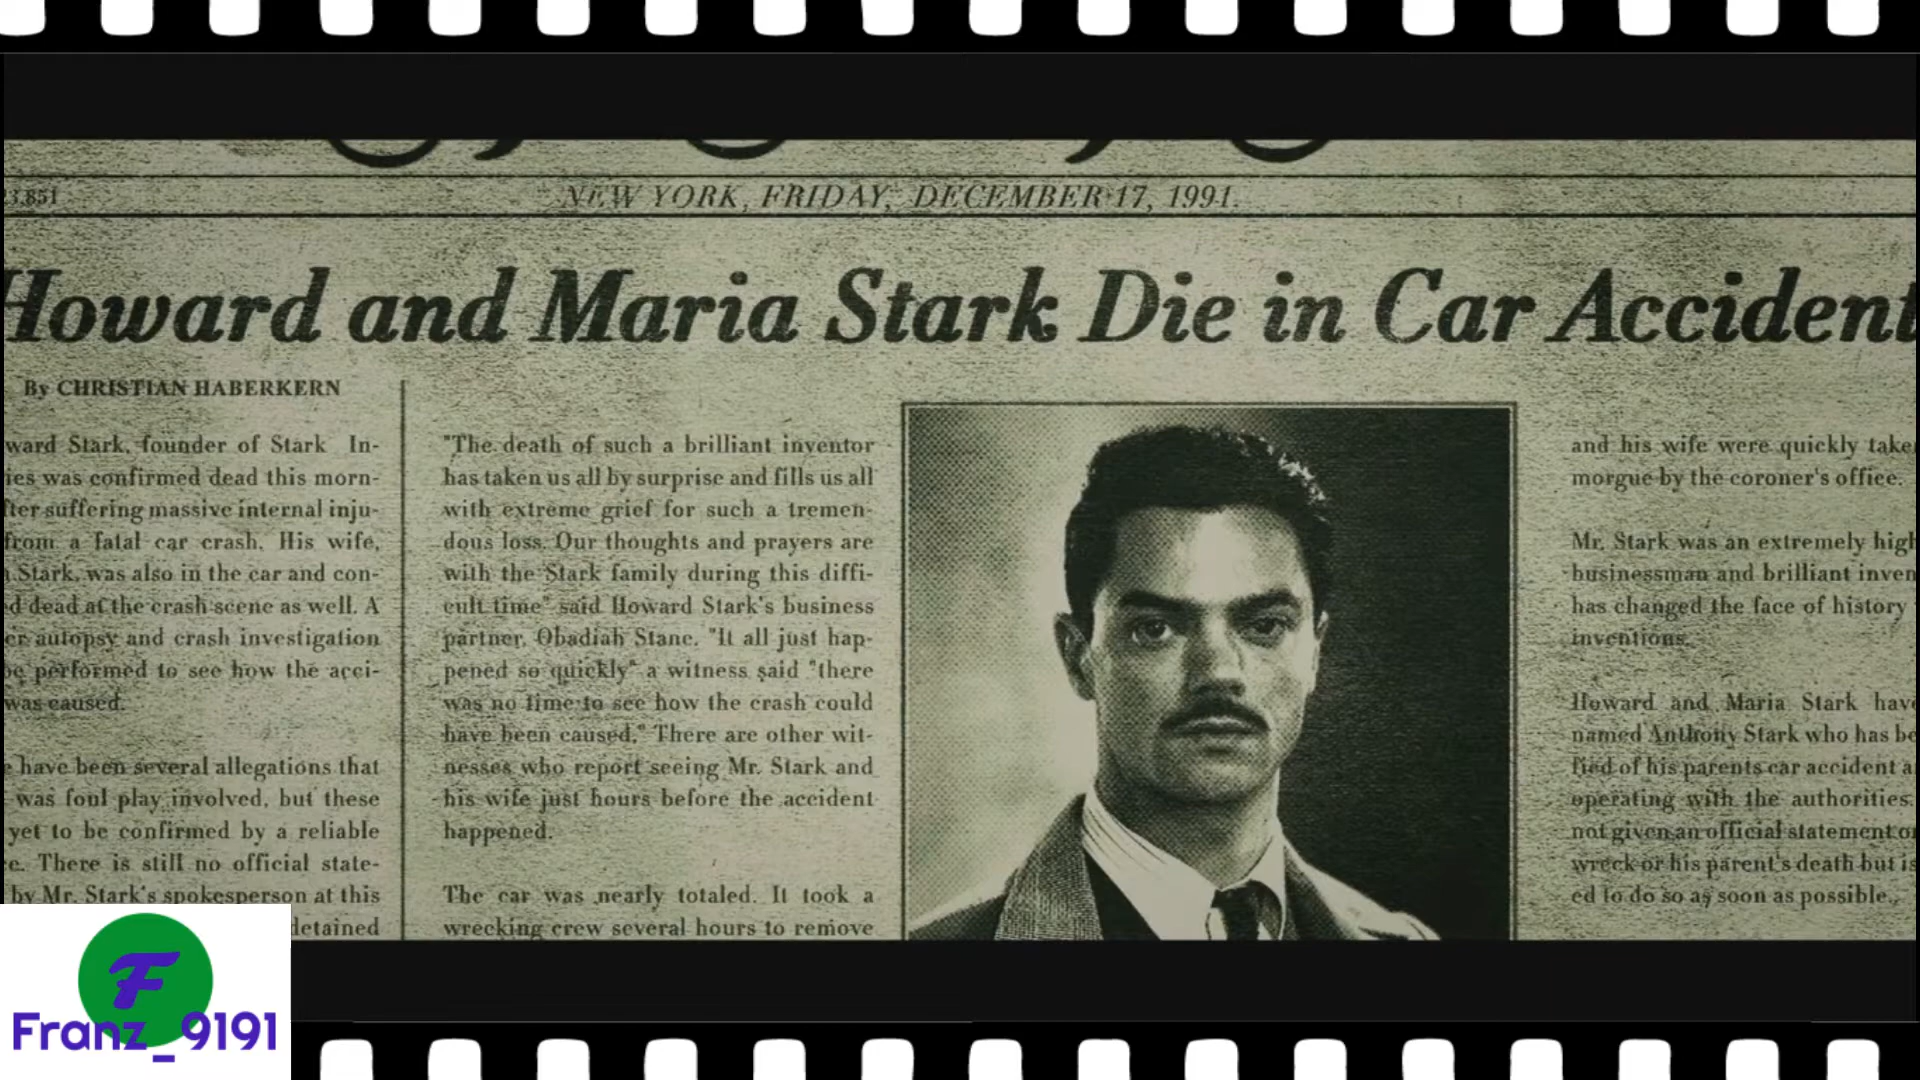 3,851
NEW YORK, FRIDAY, DECEMBER 17, 1991.
Howard and Maria Stark Die in Car Accident
By CHRISTIAN HABERKERN
ward Stark, founder of Stark In-
ies was confirmed dead this morn-
fter suffering massive internal inju-
from a fatal car crash. His wife,
Stark, was also in the car and con-
d dead at the crash scene as well. A
er autopsy and crash investigation
be performed to see how the acci-
was caused.
e have been several allegations that
was foul play involved, but these
yet to be confirmed by a reliable
e. There is still no official state-
by Mr. Stark's spokesperson at this
detained
"The death of such a brilliant inventor
has taken us all by surprise and fills us all
with extreme grief for such a tremen-
dous loss. Our thoughts and prayers are
with the Stark family during this diffi-
cult time" said Howard Stark's business
partner, Obadiah Stane. "It all just hap-
pened so quickly" a witness said "there
was no time to see how the crash could
have been caused." There are other wit-
nesses who report seeing Mr. Stark and
his wife just hours before the accident
happened.
The car was nearly totaled. It took a
wrecking crew several hours to remove
and his wife were quickly take
morgue by the coroner's office.
Mr. Stark was an extremely high
businessman and brilliant inven
has changed the face of history
inventions.
Howard and Maria Stark hav
named Anthony Stark who has be
fied of his parents car accident a
operating with the authorities.
not given an official statement o
wreck or his parent's death but is
ed to do so as soon as possible.
F
Franz_9191